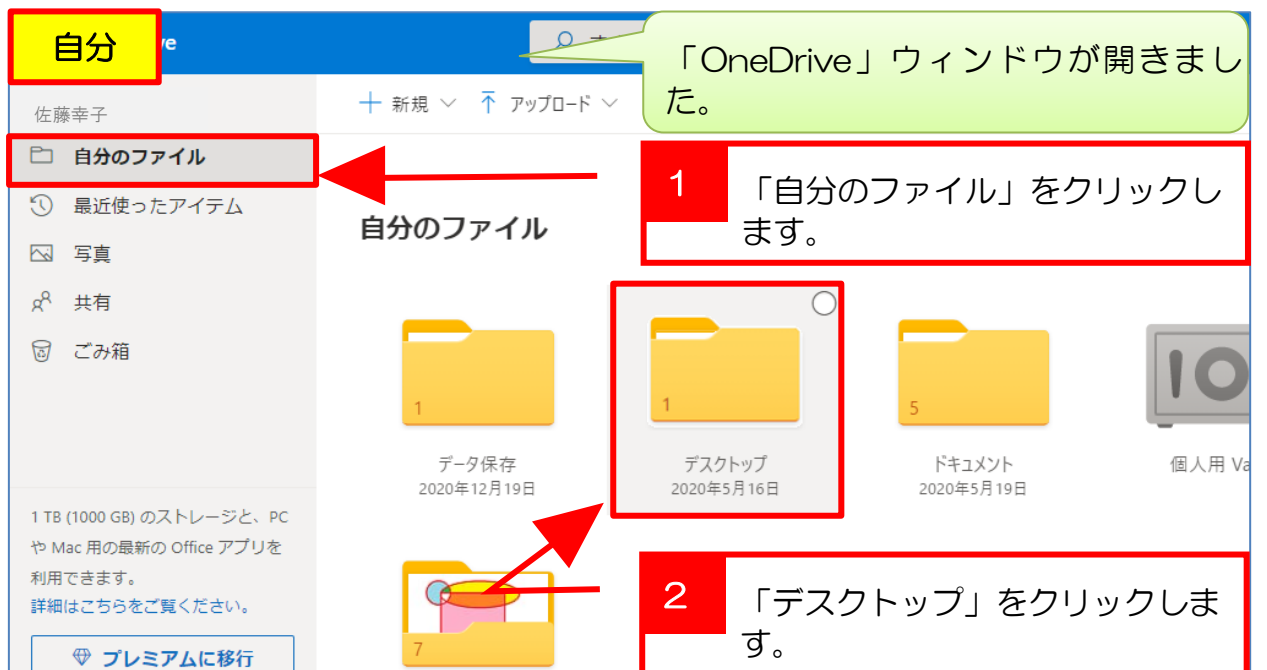 自分
ve
「OneDrive」ウィンドウが開きまし
た。
佐藤幸子
新規
アップロード
自分のファイル
最近使ったアイテム
写真
共有
ごみ箱
1
「自分のファイル」をクリックし
ます。
自分のファイル
1
データ保存
2020年12月19日
1
デスクトップ
2020年5月16日
5
ドキュメント
2020年5月19日
個人用 Va
1 TB (1000 GB) のストレージと、PC
や Mac 用の最新の Office アプリを
利用できます。
詳細はこちらをご覧ください。
プレミアムに移行
7
2
「デスクトップ」をクリックしま
す。